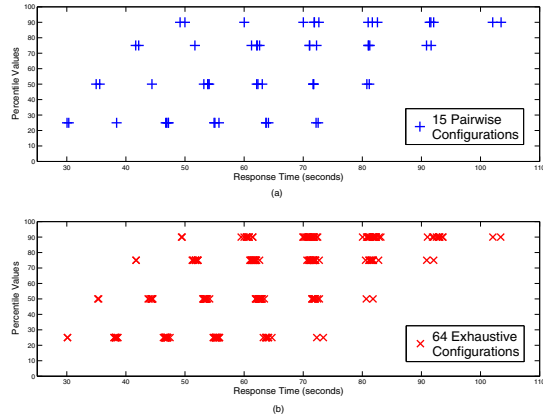 100
90
80
70
60
50
40
30
20
10
0
Percentile Values
15 Pairwise
Configurations
30 40 50 60 70 80 90 100 110
Response Time (seconds)
(a)
100
90
80
70
60
50
40
30
20
10
0
Percentile Values
64 Exhaustive
Configurations
30 40 50 60 70 80 90 100 110
Response Time (seconds)
(b)